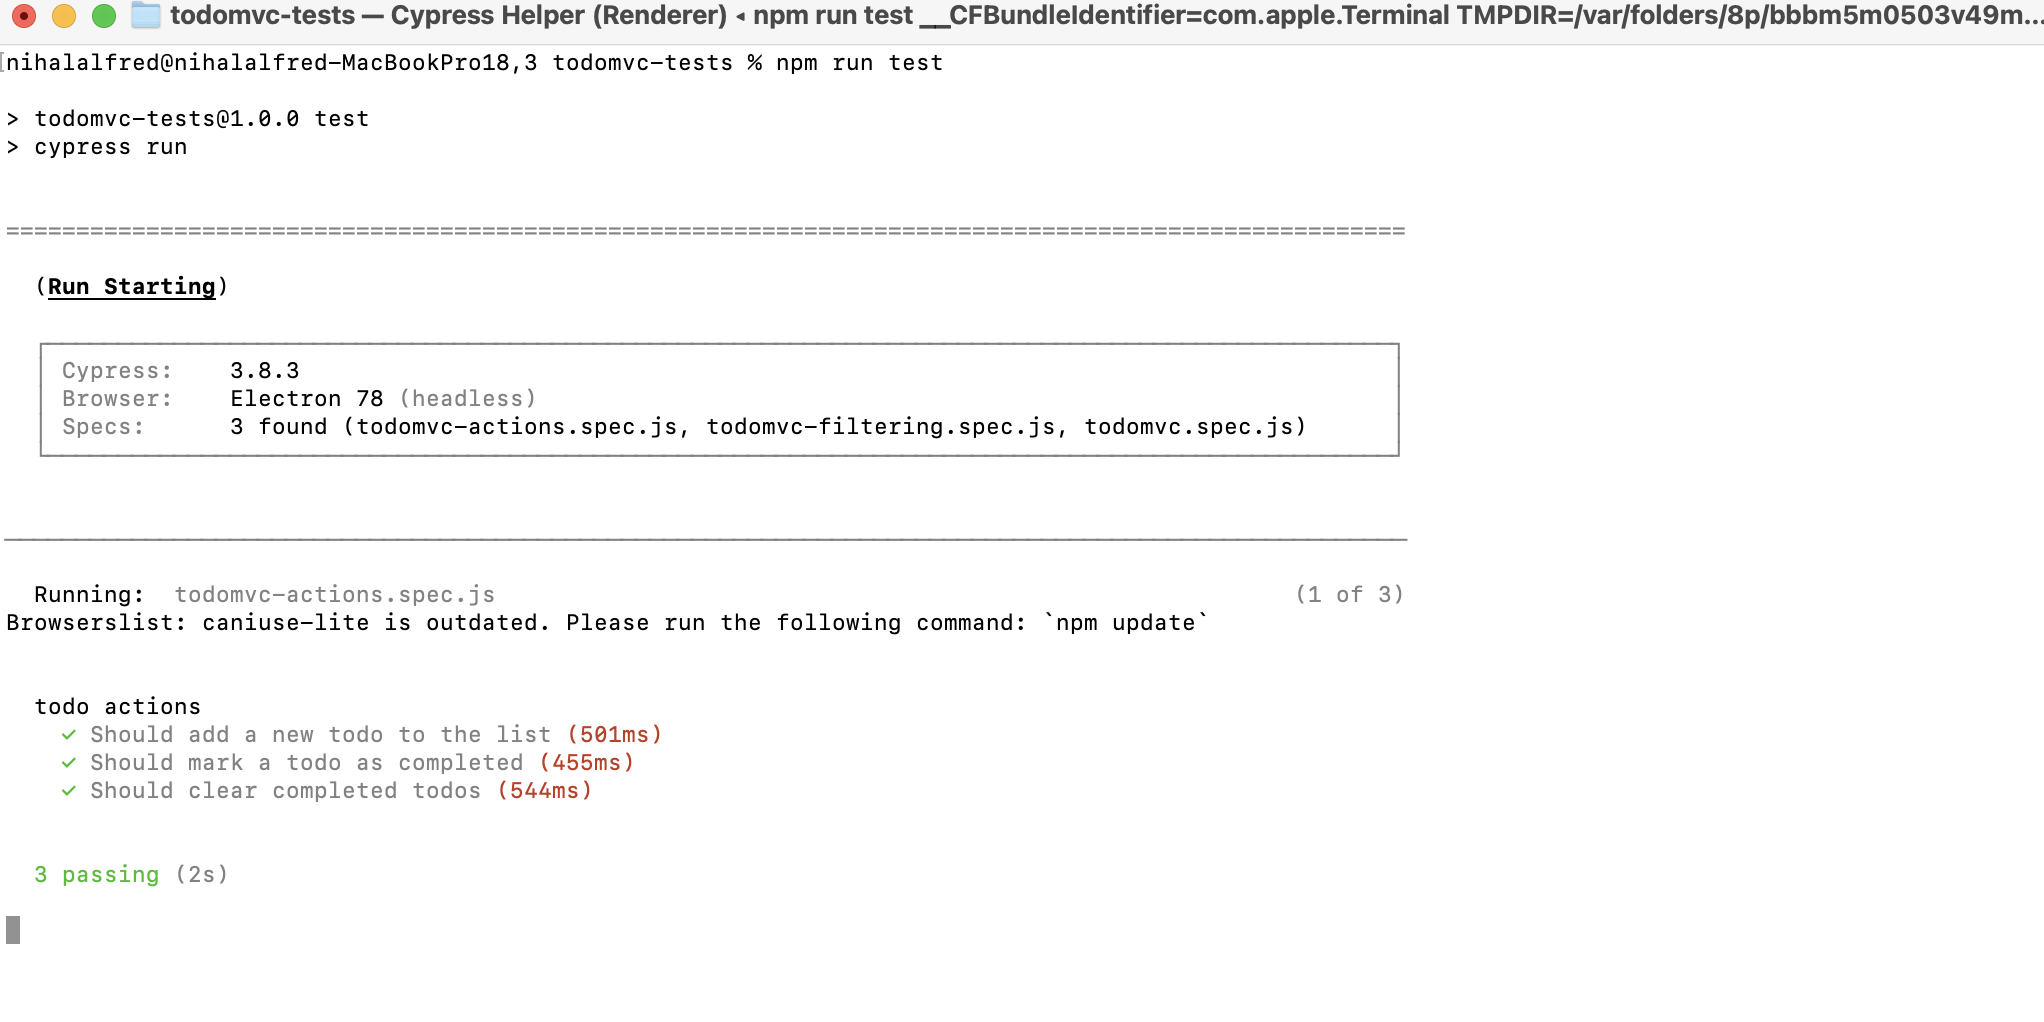 todomvc-tests — Cypress Helper (Renderer) ◂ npm run test __CFBundleIdentifier=com.apple.Terminal TMPDIR=/var/folders/8p/bbbm5m0503v49m...
[nihalalfred@nihalalfred-MacBookPro18,3 todomvc-tests % npm run test
> todomvc-tests@1.0.0 test
> cypress run
====================================================================================================
(Run Starting)
Cypress: 3.8.3
Browser: Electron 78 (headless)
Specs: 3 found (todomvc-actions.spec.js, todomvc-filtering.spec.js, todomvc.spec.js)
Running: todomvc-actions.spec.js (1 of 3)
Browserslist: caniuse-lite is outdated. Please run the following command: `npm update`
todo actions
✓ Should add a new todo to the list (501ms)
✓ Should mark a todo as completed (455ms)
✓ Should clear completed todos (544ms)
3 passing (2s)